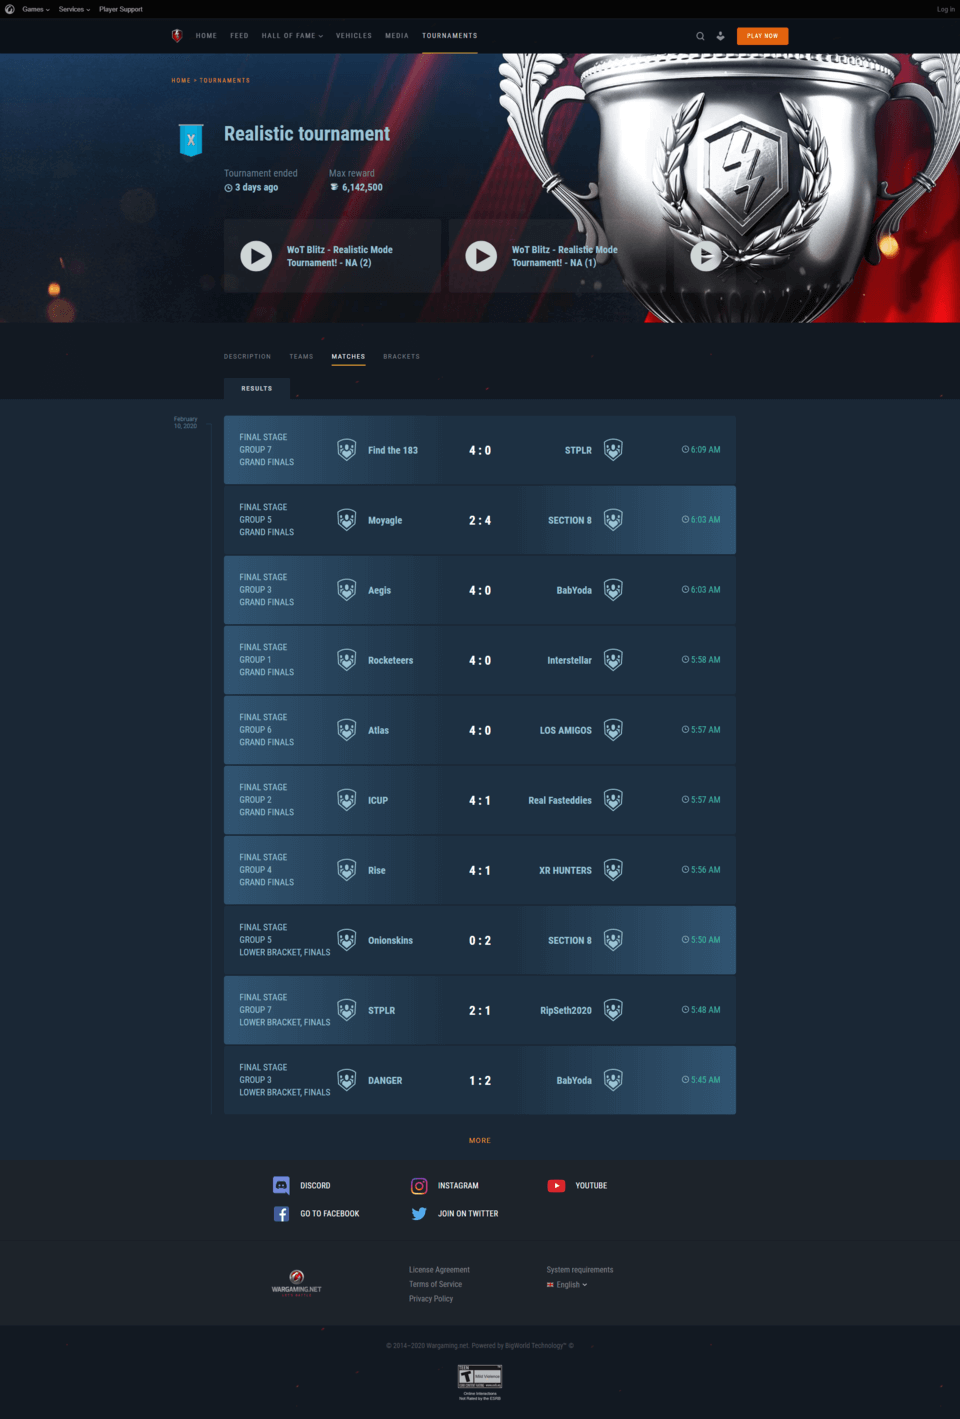 Games Services Player Support Log in
HOME FEED HALL OF FAME VEHICLES MEDIA TOURNAMENTS PLAY NOW
HOME > TOURNAMENTS
X
Realistic tournament
Tournament ended Max reward
3 days ago 6,142,500
WoT Blitz - Realistic Mode
Tournament! - NA (2)
WoT Blitz - Realistic Mode
Tournament! - NA (1)
DESCRIPTION TEAMS MATCHES BRACKETS
RESULTS
February
10, 2020
FINAL STAGE
GROUP 7
GRAND FINALS
Find the 183 4 : 0 STPLR 6:09 AM
FINAL STAGE
GROUP 5
GRAND FINALS
Moyagle 2 : 4 SECTION 8 6:03 AM
FINAL STAGE
GROUP 3
GRAND FINALS
Aegis 4 : 0 BabYoda 6:03 AM
FINAL STAGE
GROUP 1
GRAND FINALS
Rocketeers 4 : 0 Interstellar 5:58 AM
FINAL STAGE
GROUP 6
GRAND FINALS
Atlas 4 : 0 LOS AMIGOS 5:57 AM
FINAL STAGE
GROUP 2
GRAND FINALS
ICUP 4 : 1 Real Fasteddies 5:57 AM
FINAL STAGE
GROUP 4
GRAND FINALS
Rise 4 : 1 XR HUNTERS 5:56 AM
FINAL STAGE
GROUP 5
LOWER BRACKET, FINALS
Onionskins 0 : 2 SECTION 8 5:50 AM
FINAL STAGE
GROUP 7
LOWER BRACKET, FINALS
STPLR 2 : 1 RipSeth2020 5:48 AM
FINAL STAGE
GROUP 3
LOWER BRACKET, FINALS
DANGER 1 : 2 BabYoda 5:45 AM
MORE
DISCORD INSTAGRAM YOUTUBE
GO TO FACEBOOK JOIN ON TWITTER
WARGAMING.NET
License Agreement
Terms of Service
Privacy Policy
System requirements
English
© 2014–2020 Wargaming.net. Powered by BigWorld Technology™ ©
TEEN
T
Mild Violence
Online Interactions
Not Rated by the ESRB